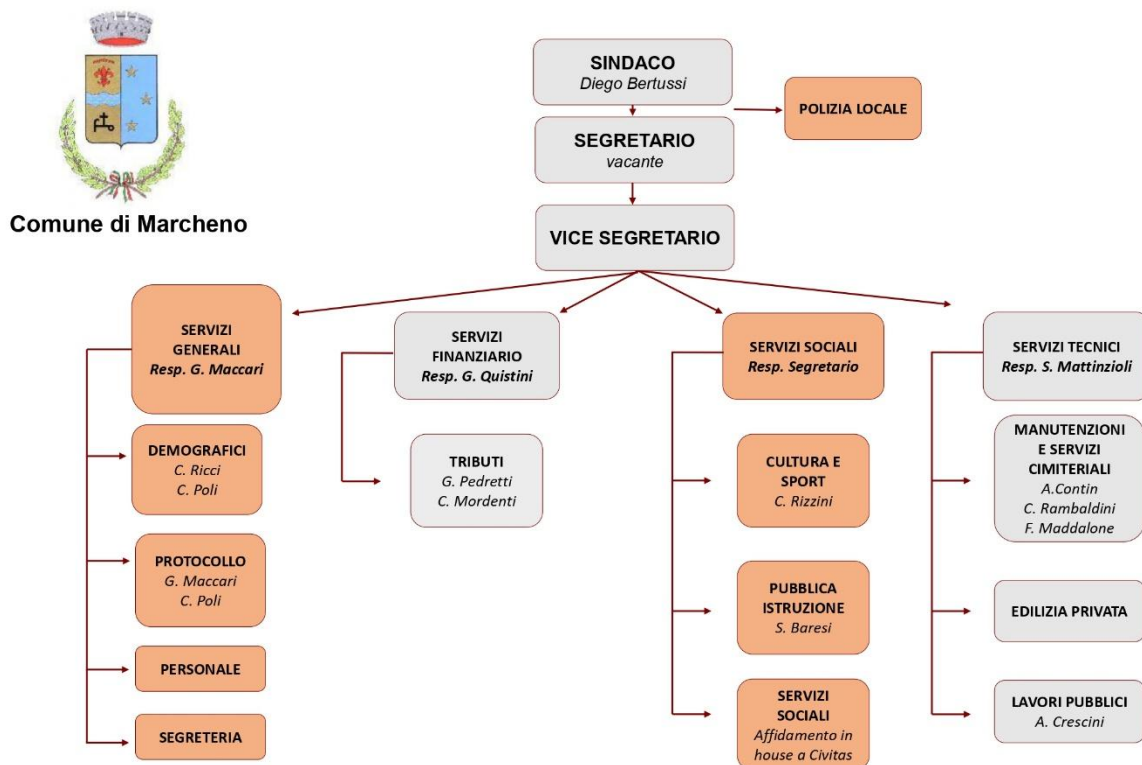 Comune di Marcheno
SINDACO
Diego Bertussi
POLIZIA LOCALE
SEGRETARIO
vacante
VICE SEGRETARIO
SERVIZI
GENERALI
Resp. G. Maccari
DEMOGRAFICI
C. Ricci
C. Poli
PROTOCOLLO
G. Maccari
C. Poli
PERSONALE
SEGRETERIA
SERVIZI
FINANZIARIO
Resp. G. Quistini
TRIBUTI
G. Pedretti
C. Mordenti
SERVIZI SOCIALI
Resp. Segretario
CULTURA E
SPORT
C. Rizzini
PUBBLICA
ISTRUZIONE
S. Baresi
SERVIZI
SOCIALI
Affidamento in
house a Civitas
SERVIZI TECNICI
Resp. S. Mattinzioli
MANUTENZIONI
E SERVIZI
CIMITERIALI
A.Contin
C. Rambaldini
F. Maddalone
EDILIZIA PRIVATA
LAVORI PUBBLICI
A. Crescini